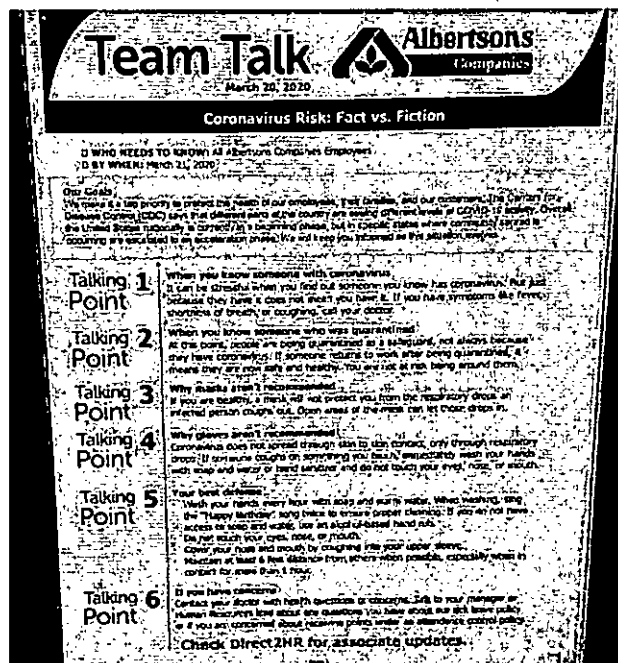 Team Talk
March 20, 2020
Albertsons
Companies
Coronavirus Risk: Fact vs. Fiction
WHO NEEDS TO KNOW: All Albertsons Companies Employees
BY WHEN: March 21, 2020
Our Goals
We make it a top priority to protect the health of our employees, their families, and our customers. The Centers for
Disease Control (CDC) says that different parts of the country are seeing different levels of COVID-19 activity. Overall
the United States nationally is currently in a beginning phase, but in specific states where community spread is
occurring are escalated to an acceleration phase. We will keep you informed as this situation evolves.
Talking Point 1
When you know someone with coronavirus
It can be stressful when you find out someone you know has coronavirus. But just
because they have it does not mean you have it. If you have symptoms like fever,
shortness of breath, or coughing, call your doctor.
Talking Point 2
When you know someone who was quarantined
At this point, people are being quarantined as a safeguard, not always because
they have coronavirus. If someone returns to work after being quarantined, it
means they are now safe and healthy. You are not at risk being around them.
Talking Point 3
Why masks aren't recommended
If you are healthy, a mask will not protect you from the respiratory drops an
infected person coughs out. Open areas of the mask can let those drops in.
Talking Point 4
Why gloves aren't recommended
Coronavirus does not spread through skin to skin contact, only through respiratory
drops. If someone coughs on something you touch, immediately wash your hands
with soap and water or hand sanitizer and do not touch your eyes, nose, or mouth.
Talking Point 5
Your best defense
Wash your hands every hour with soap and warm water. When washing, sing
the "Happy Birthday" song twice to ensure proper cleaning. If you do not have
access to soap and water, use an alcohol-based hand rub.
Do not touch your eyes, nose, or mouth.
Cover your nose and mouth by coughing into your upper sleeve.
Maintain at least 6 feet distance from others when possible, especially when in
contact for more than 1 hour.
Talking Point 6
If you have concerns
Contact your doctor with health questions or concerns. Talk to your manager or
Human Resources rep about any questions you have about our sick leave policy
or if you are concerned about receiving points under an attendance control policy.
Check Direct2HR for associate updates.